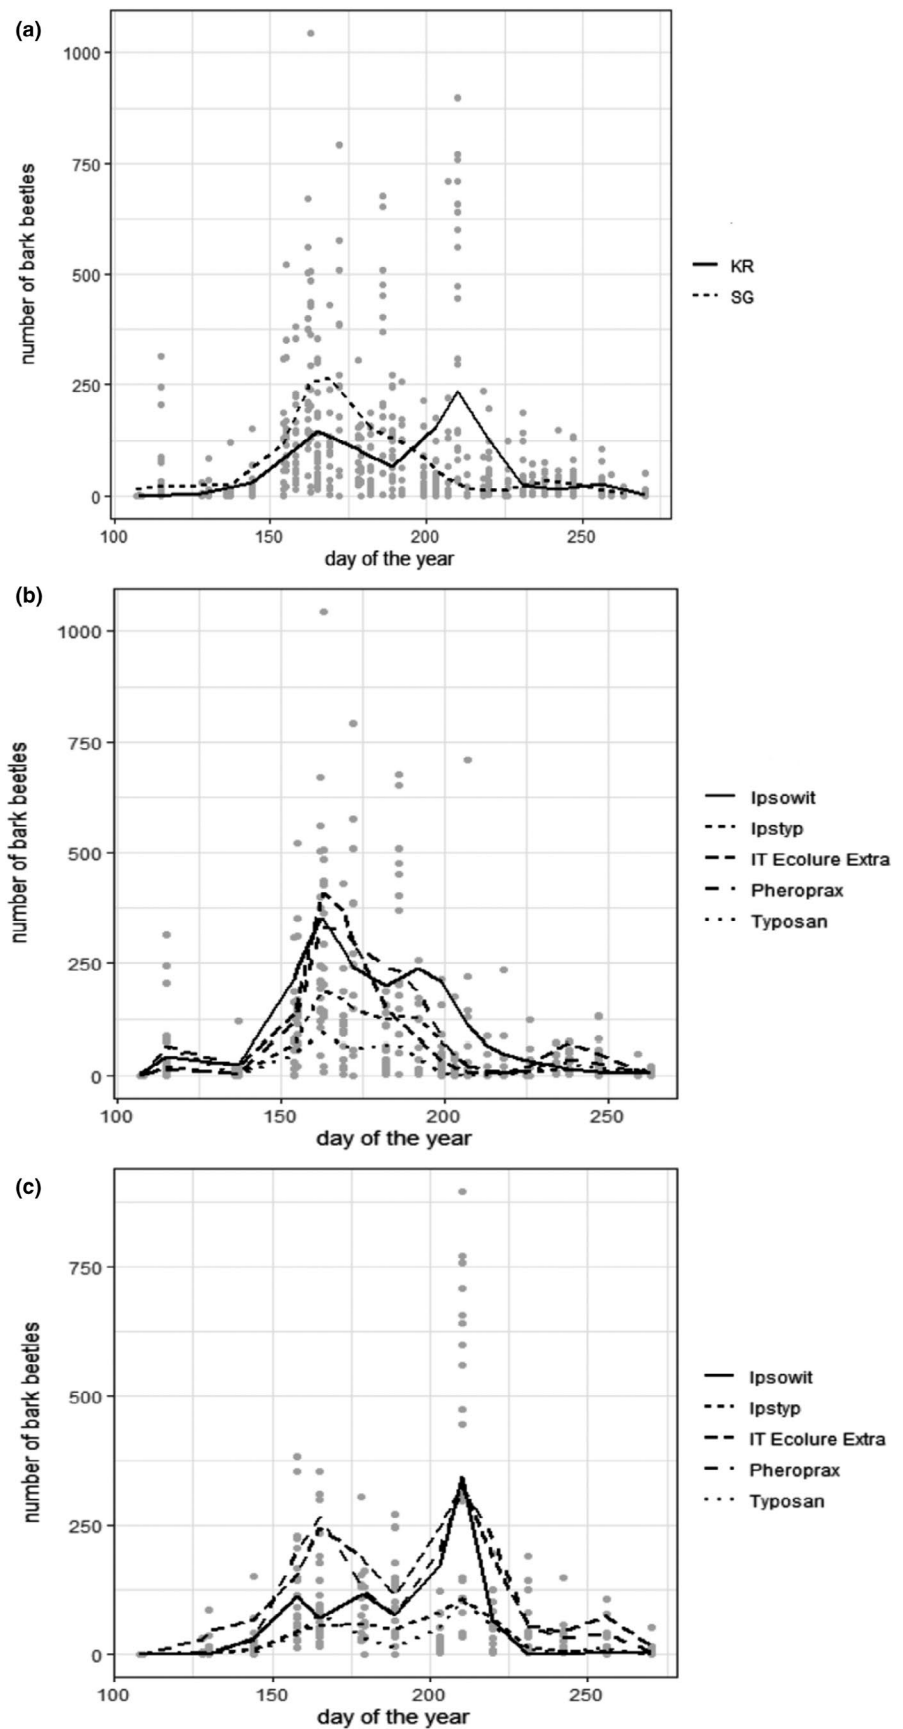 (a)
1000
750
500
250
0
number of bark beetles
100 150 200 250
day of the year
KR
SG
(b)
1000
750
500
250
0
number of bark beetles
100 150 200 250
day of the year
Ipsowit
Ipstyp
IT Ecolure Extra
Pheroprax
Typosan
(c)
750
500
250
0
number of bark beetles
100 150 200 250
day of the year
Ipsowit
Ipstyp
IT Ecolure Extra
Pheroprax
Typosan